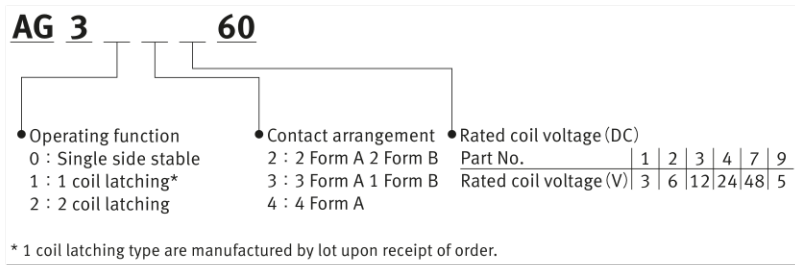 AG 3 _ _ _ 60
● Operating function
0 : Single side stable
1 : 1 coil latching*
2 : 2 coil latching
● Contact arrangement
2 : 2 Form A 2 Form B
3 : 3 Form A 1 Form B
4 : 4 Form A
● Rated coil voltage (DC)
Part No. 1 2 3 4 7 9
Rated coil voltage (V) 3 6 12 24 48 5
* 1 coil latching type are manufactured by lot upon receipt of order.